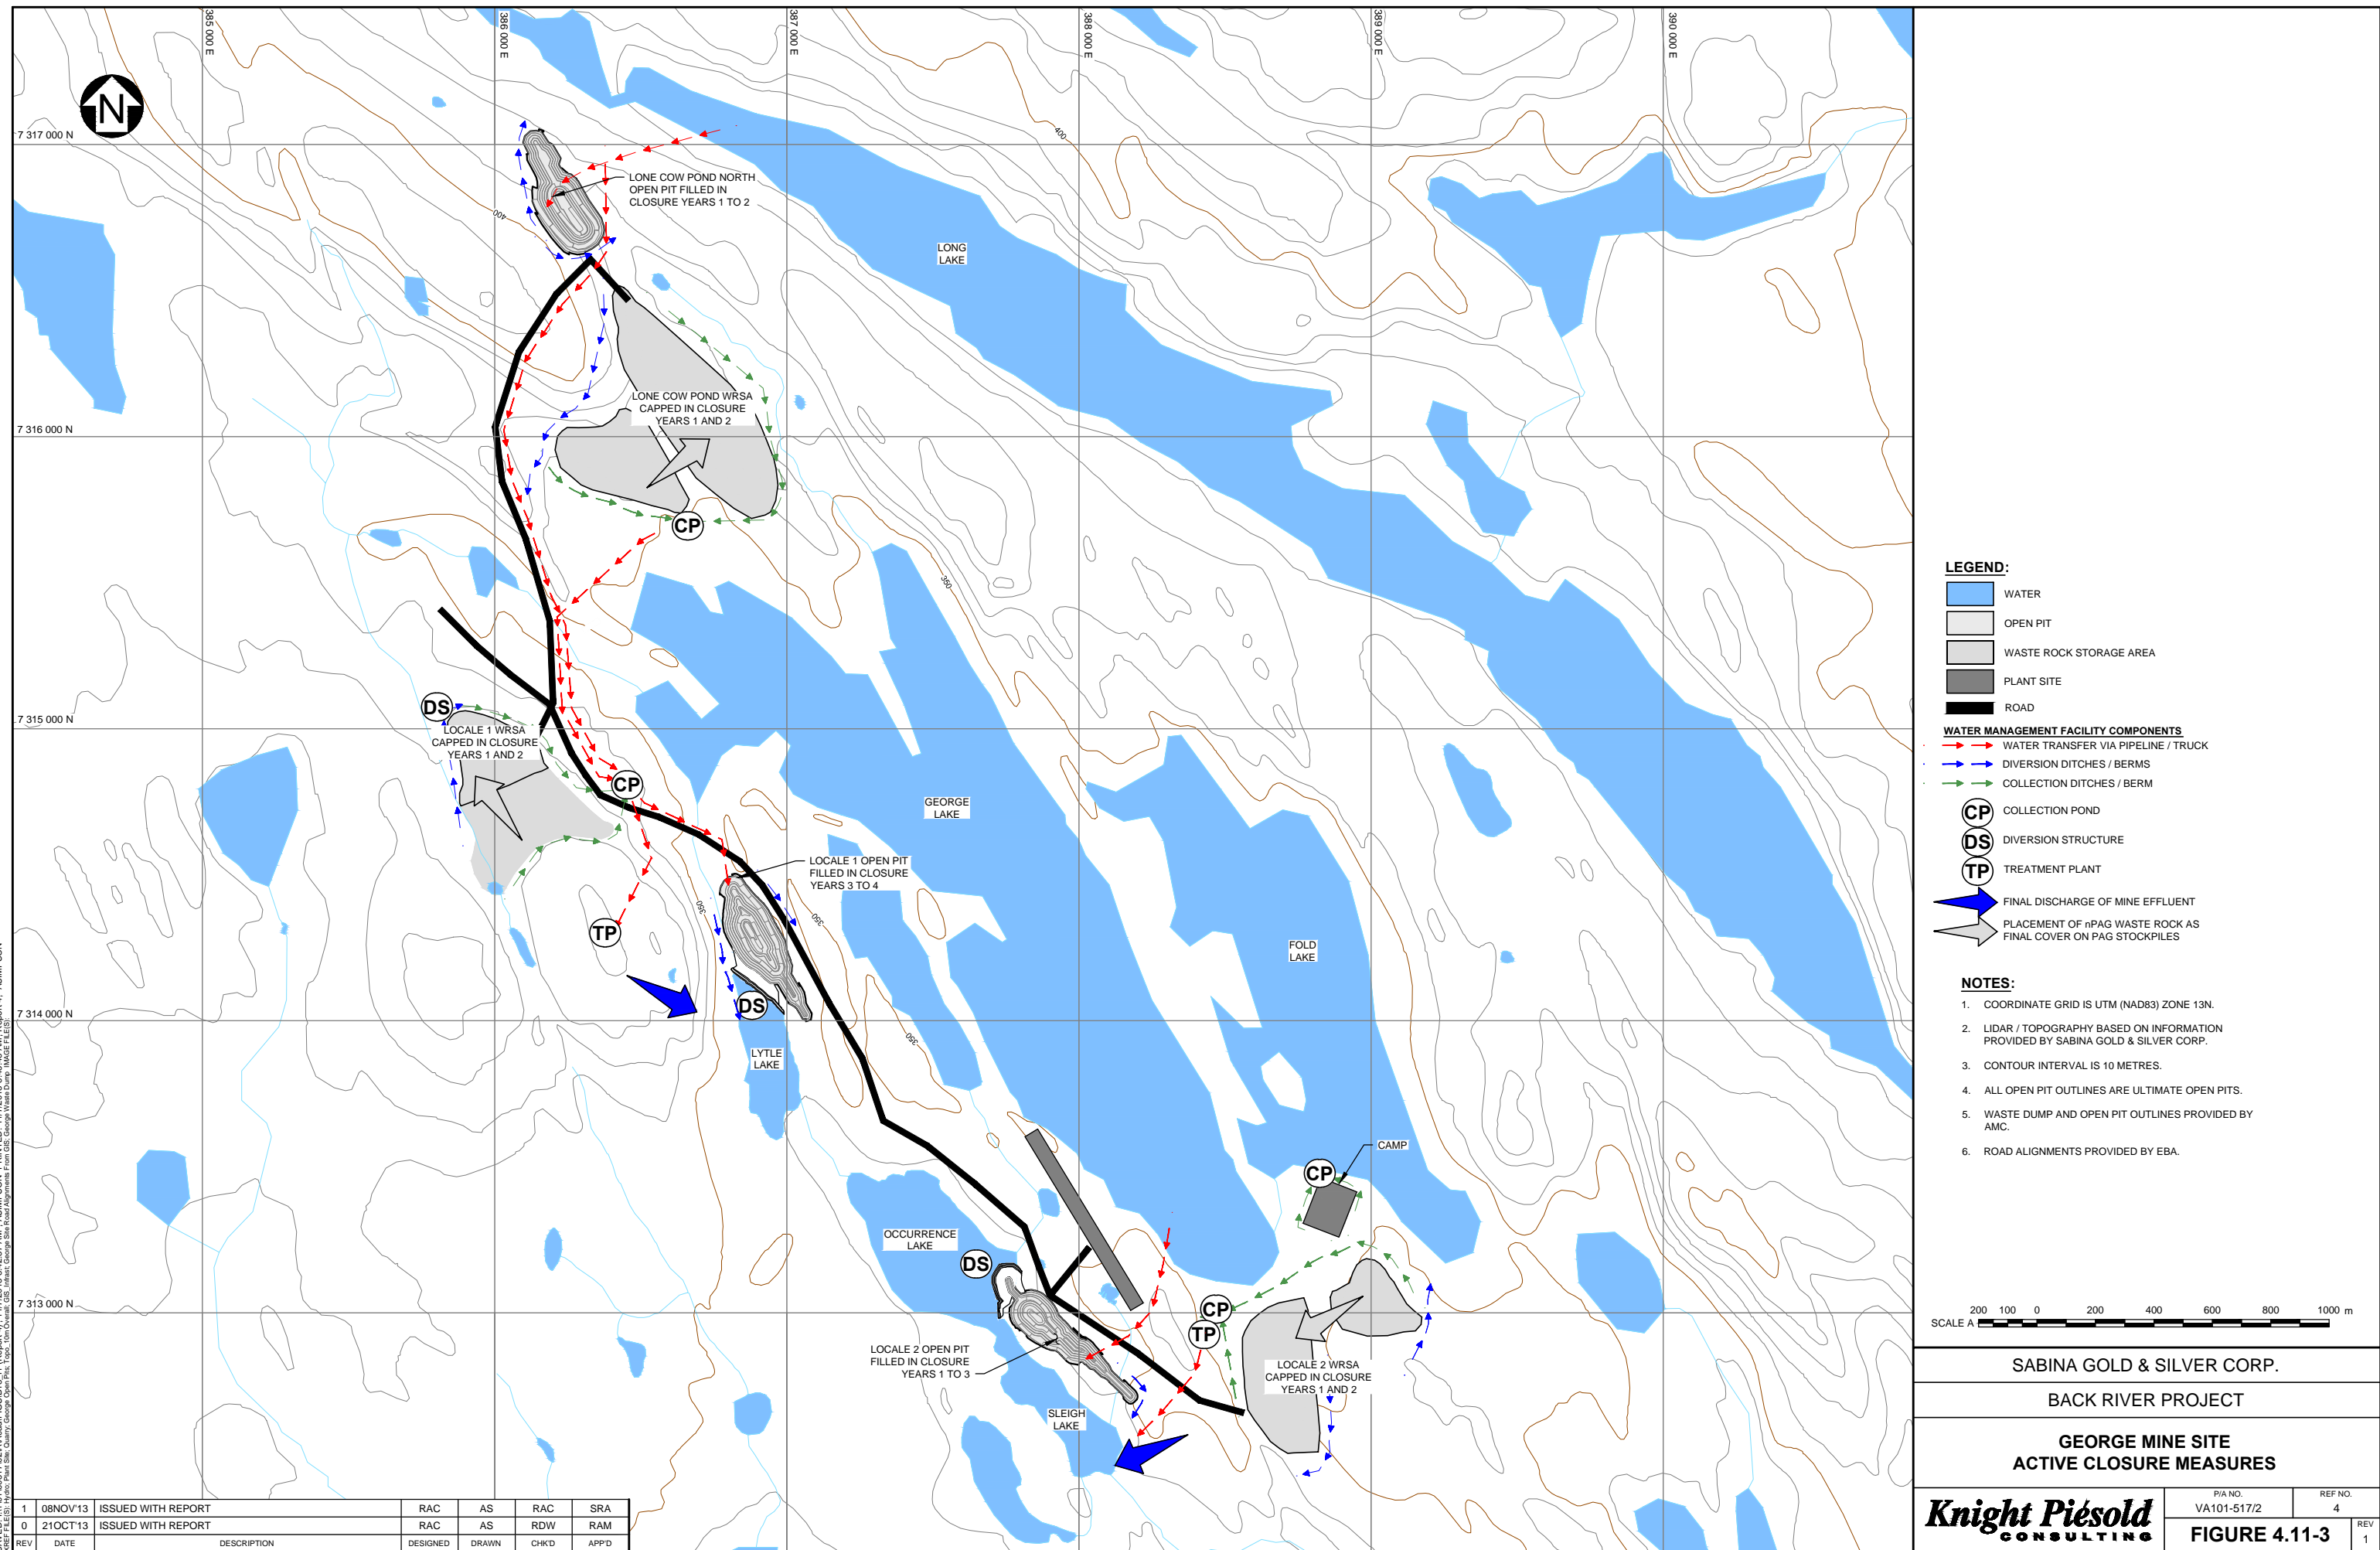 385 000 E
386 000 E
387 000 E
388 000 E
389 000 E
390 000 E
N
7 317 000 N
400
LONE COW POND NORTH
OPEN PIT FILLED IN
CLOSURE YEARS 1 TO 2
400
LONG
LAKE
LONE COW POND WRSA
CAPPED IN CLOSURE
YEARS 1 AND 2
7 316 000 N
CP
350
DS
7 315 000 N
LOCALE 1 WRSA
CAPPED IN CLOSURE
YEARS 1 AND 2
CP
GEORGE
LAKE
LOCALE 1 OPEN PIT
FILLED IN CLOSURE
YEARS 3 TO 4
350
350
TP
FOLD
LAKE
DS
7 314 000 N
350
LYTLE
LAKE
CAMP
CP
OCCURRENCE
LAKE
DS
7 313 000 N
CP
TP
LOCALE 2 OPEN PIT
FILLED IN CLOSURE
YEARS 1 TO 3
LOCALE 2 WRSA
CAPPED IN CLOSURE
YEARS 1 AND 2
SLEIGH
LAKE
LEGEND:
WATER
OPEN PIT
WASTE ROCK STORAGE AREA
PLANT SITE
ROAD
WATER MANAGEMENT FACILITY COMPONENTS
WATER TRANSFER VIA PIPELINE / TRUCK
DIVERSION DITCHES / BERMS
COLLECTION DITCHES / BERM
CP COLLECTION POND
DS DIVERSION STRUCTURE
TP TREATMENT PLANT
FINAL DISCHARGE OF MINE EFFLUENT
PLACEMENT OF nPAG WASTE ROCK AS
FINAL COVER ON PAG STOCKPILES
NOTES:
1. COORDINATE GRID IS UTM (NAD83) ZONE 13N.
2. LIDAR / TOPOGRAPHY BASED ON INFORMATION
PROVIDED BY SABINA GOLD & SILVER CORP.
3. CONTOUR INTERVAL IS 10 METRES.
4. ALL OPEN PIT OUTLINES ARE ULTIMATE OPEN PITS.
5. WASTE DUMP AND OPEN PIT OUTLINES PROVIDED BY
AMC.
6. ROAD ALIGNMENTS PROVIDED BY EBA.
200 100 0 200 400 600 800 1000 m
SCALE A
SABINA GOLD & SILVER CORP.
BACK RIVER PROJECT
GEORGE MINE SITE
ACTIVE CLOSURE MEASURES
Knight Piésold
CONSULTING
P/A NO.
VA101-517/2
REF NO.
4
FIGURE 4.11-3
REV
1
1 08NOV'13 ISSUED WITH REPORT RAC AS RAC SRA
0 21OCT'13 ISSUED WITH REPORT RAC AS RDW RAM
REV DATE DESCRIPTION DESIGNED DRAWN CHK'D APP'D